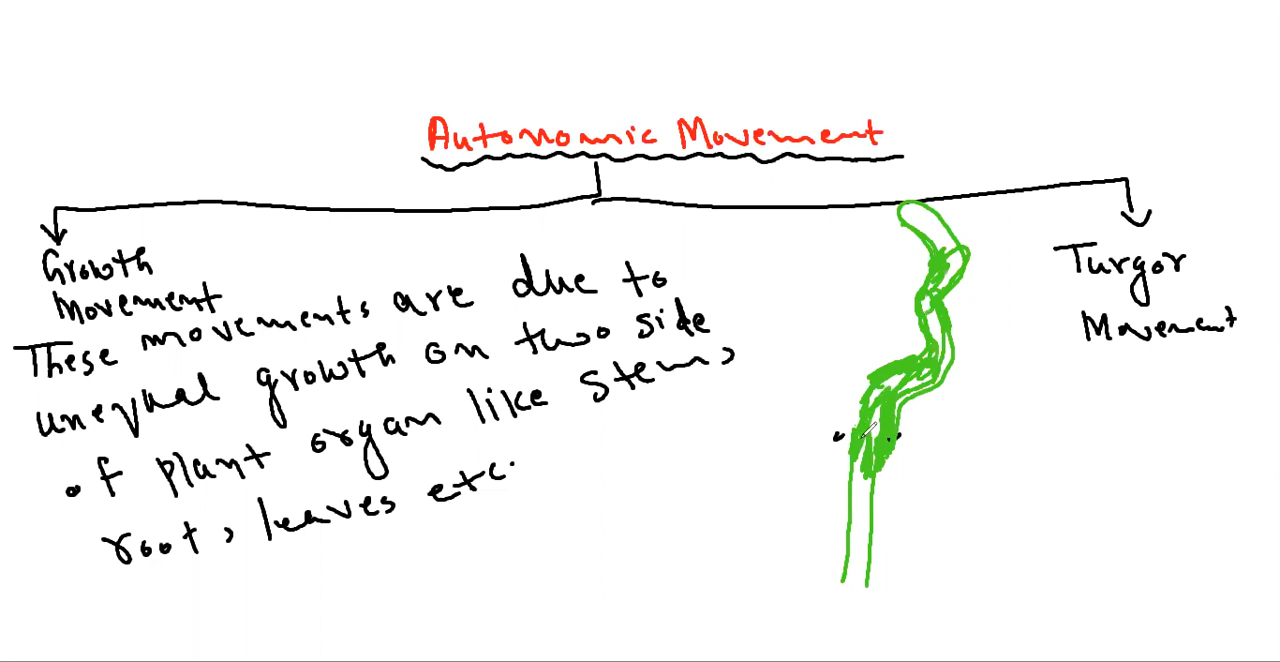 Autonomic Movement
Growth
Movement
These movements are due to
unequal growth on two side
of plant organ like stem,
root, leaves etc.
Turgor
Movement